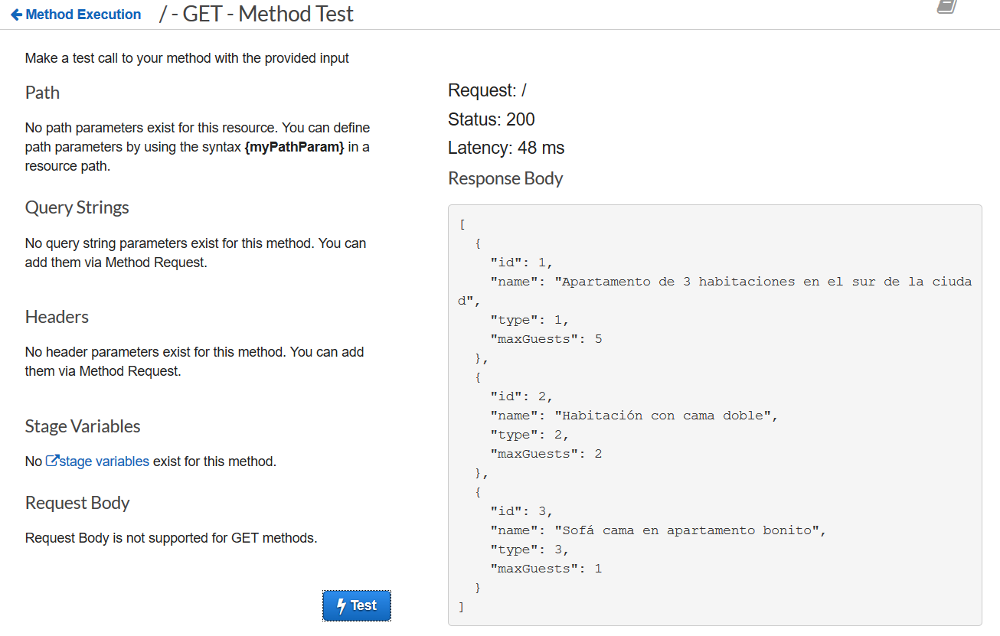 Method Execution / - GET - Method Test
Make a test call to your method with the provided input
Path
No path parameters exist for this resource. You can define
path parameters by using the syntax {myPathParam} in a
resource path.
Query Strings
No query string parameters exist for this method. You can
add them via Method Request.
Headers
No header parameters exist for this method. You can add
them via Method Request.
Stage Variables
No stage variables exist for this method.
Request Body
Request Body is not supported for GET methods.
Test
Request: /
Status: 200
Latency: 48 ms
Response Body
[
  {
    "id": 1,
    "name": "Apartamento de 3 habitaciones en el sur de la ciuda
d",
    "type": 1,
    "maxGuests": 5
  },
  {
    "id": 2,
    "name": "Habitación con cama doble",
    "type": 2,
    "maxGuests": 2
  },
  {
    "id": 3,
    "name": "Sofá cama en apartamento bonito",
    "type": 3,
    "maxGuests": 1
  }
]